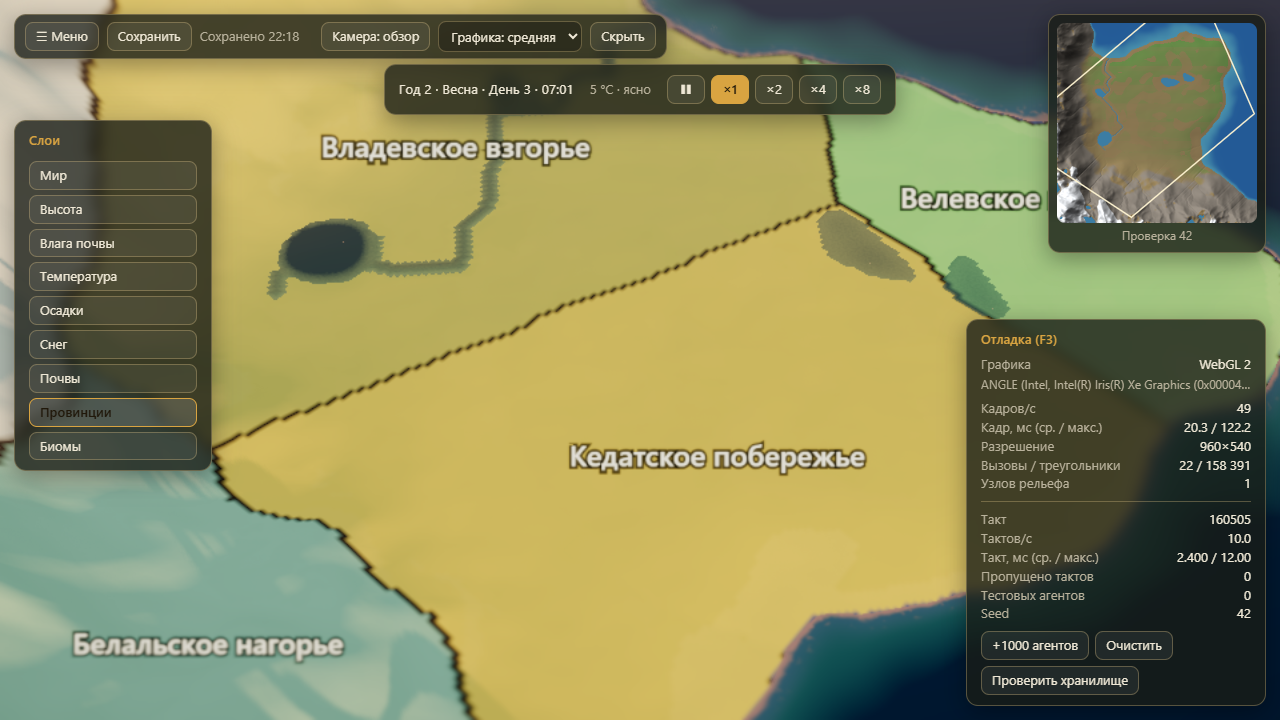 ☰ Меню
Сохранить
Сохранено 22:18
Камера: обзор
Графика: средняя
Скрыть
Год 2 · Весна · День 3 · 07:01
5 °C · ясно
×1
×2
×4
×8
Слои
Мир
Высота
Влага почвы
Температура
Осадки
Снег
Почвы
Провинции
Биомы
Владевское взгорье
Велевское
Кедатское побережье
Белальское нагорье
Проверка 42
Отладка (F3)
Графика WebGL 2
ANGLE (Intel, Intel(R) Iris(R) Xe Graphics (0x00004...
Кадров/с 49
Кадр, мс (ср. / макс.) 20.3 / 122.2
Разрешение 960×540
Вызовы / треугольники 22 / 158 391
Узлов рельефа 1
Такт 160505
Тактов/с 10.0
Такт, мс (ср. / макс.) 2.400 / 12.00
Пропущено тактов 0
Тестовых агентов 0
Seed 42
+1000 агентов
Очистить
Проверить хранилище